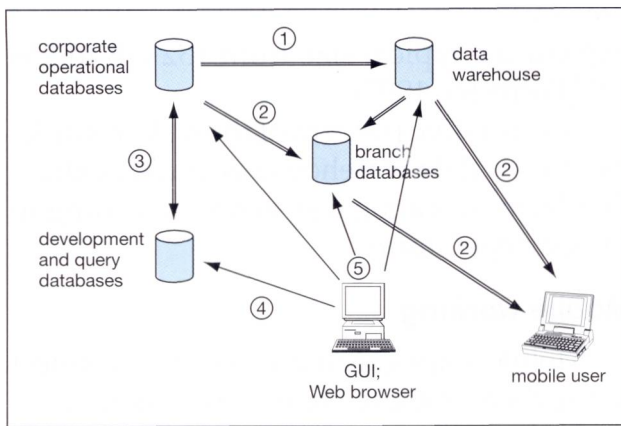 corporate
operational
databases
①
data
warehouse
②
branch
databases
③
②
②
development
and query
databases
⑤
④
GUI;
Web browser
mobile user